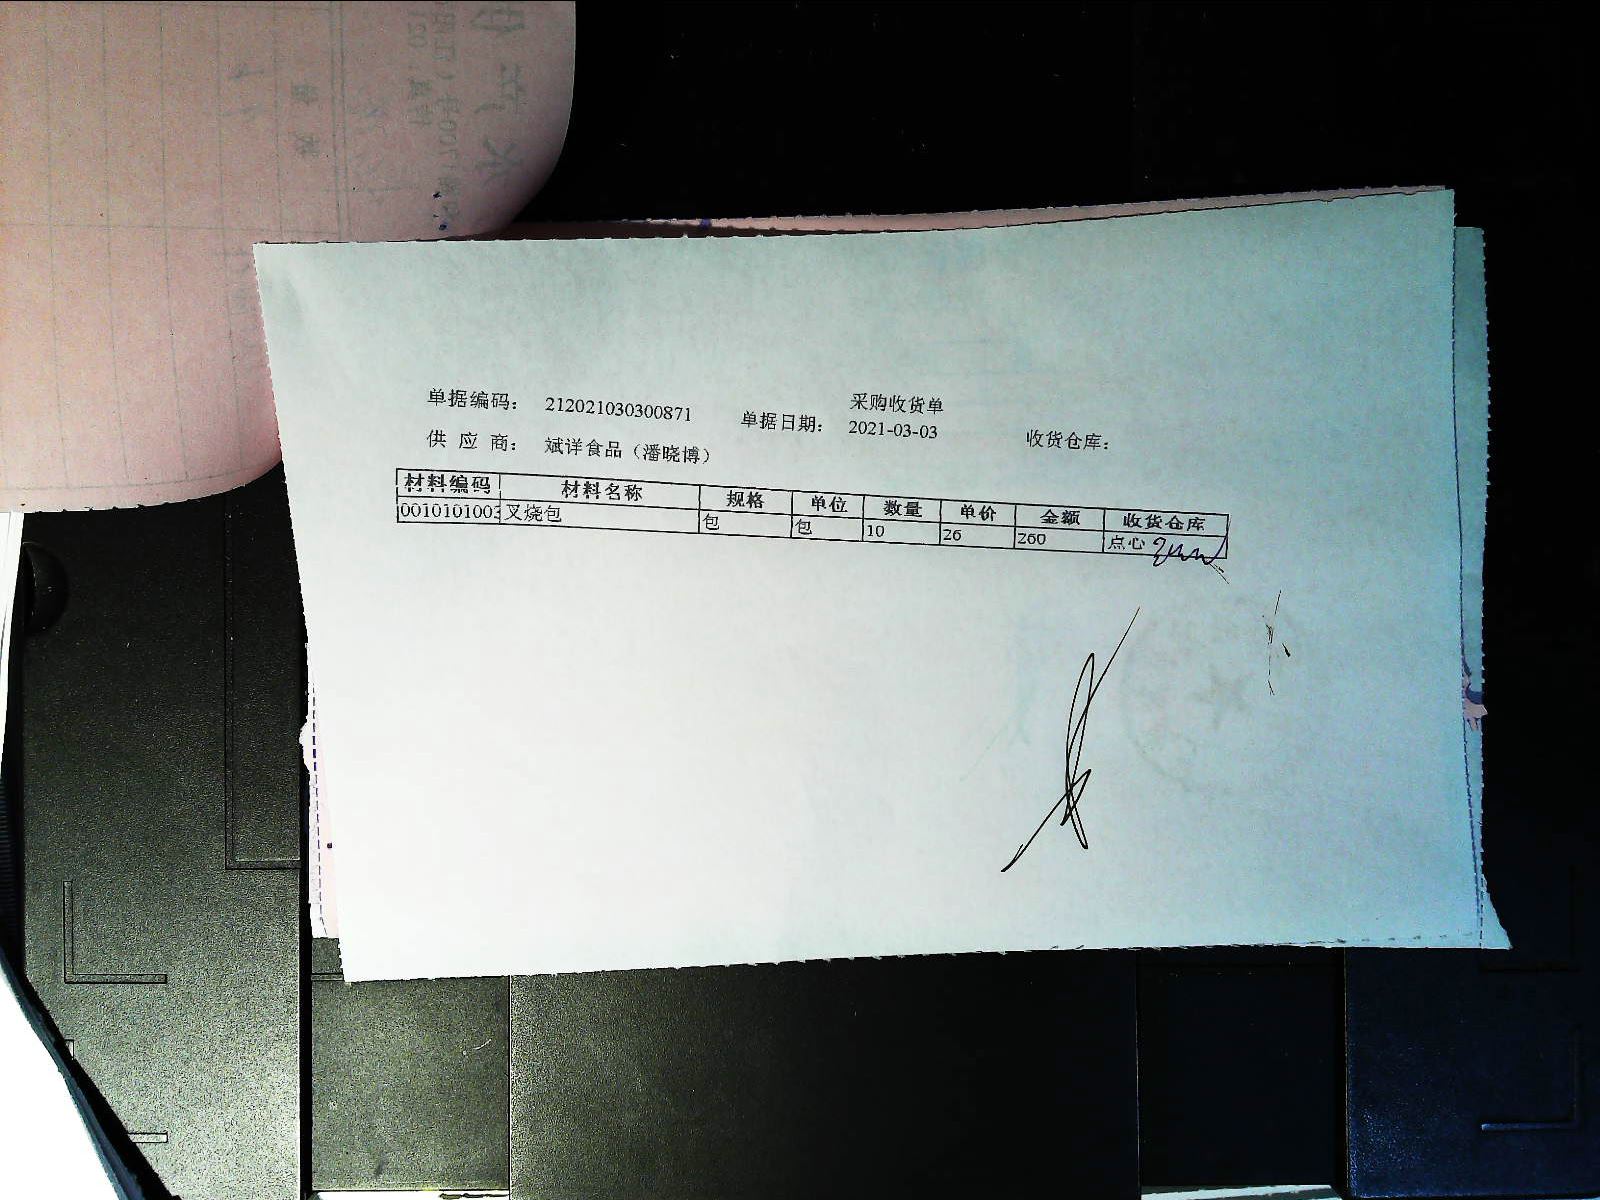 采购收货单
单据编码： 212021030300871 单据日期： 2021-03-03 收货仓库：
供 应 商： 斌详食品（潘晓博）
材料编码 材料名称 规格 单位 数量 单价 金额 收货仓库
0010101003 叉烧包 包 包 10 26 260 点心